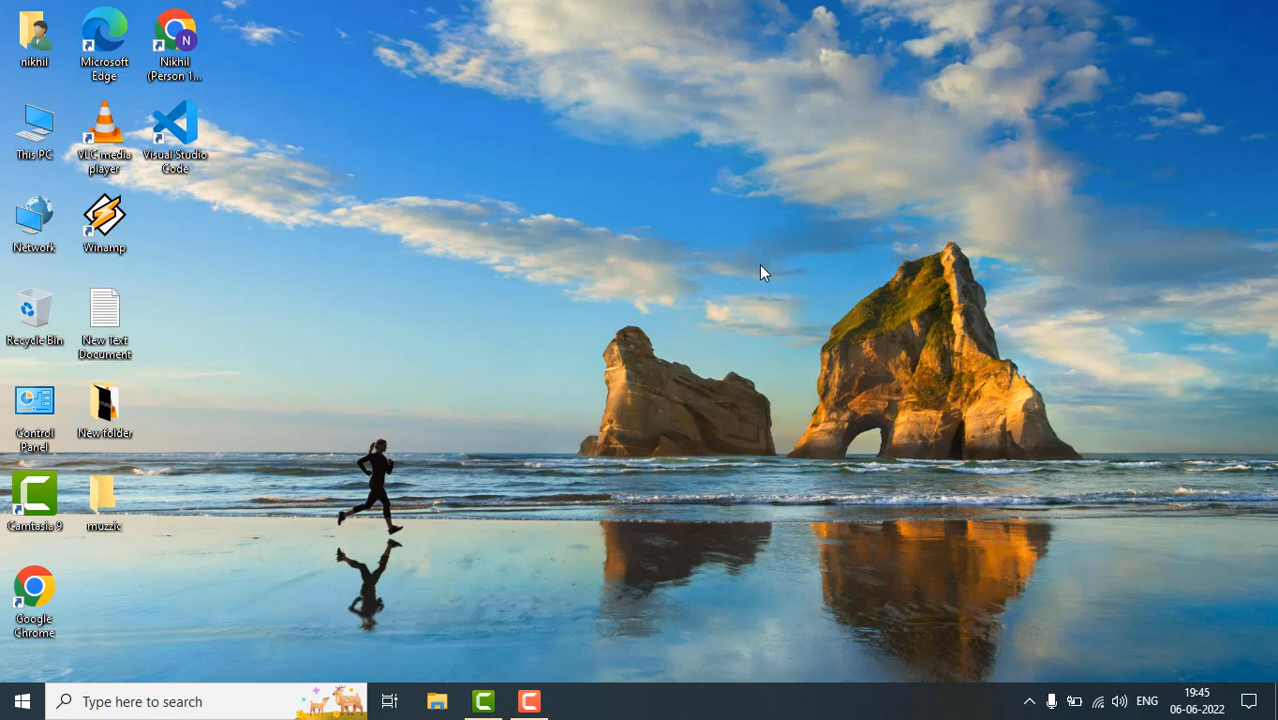 nikhil
Microsoft
Edge
Nikhil
(Person 1...
N
This PC
VLC media
player
Visual Studio
Code
Network
Winamp
Recycle Bin
New Text
Document
Control
Panel
New folder
Camtasia 9
muzzic
Google
Chrome
Type here to search
ENG
19:45
06-06-2022